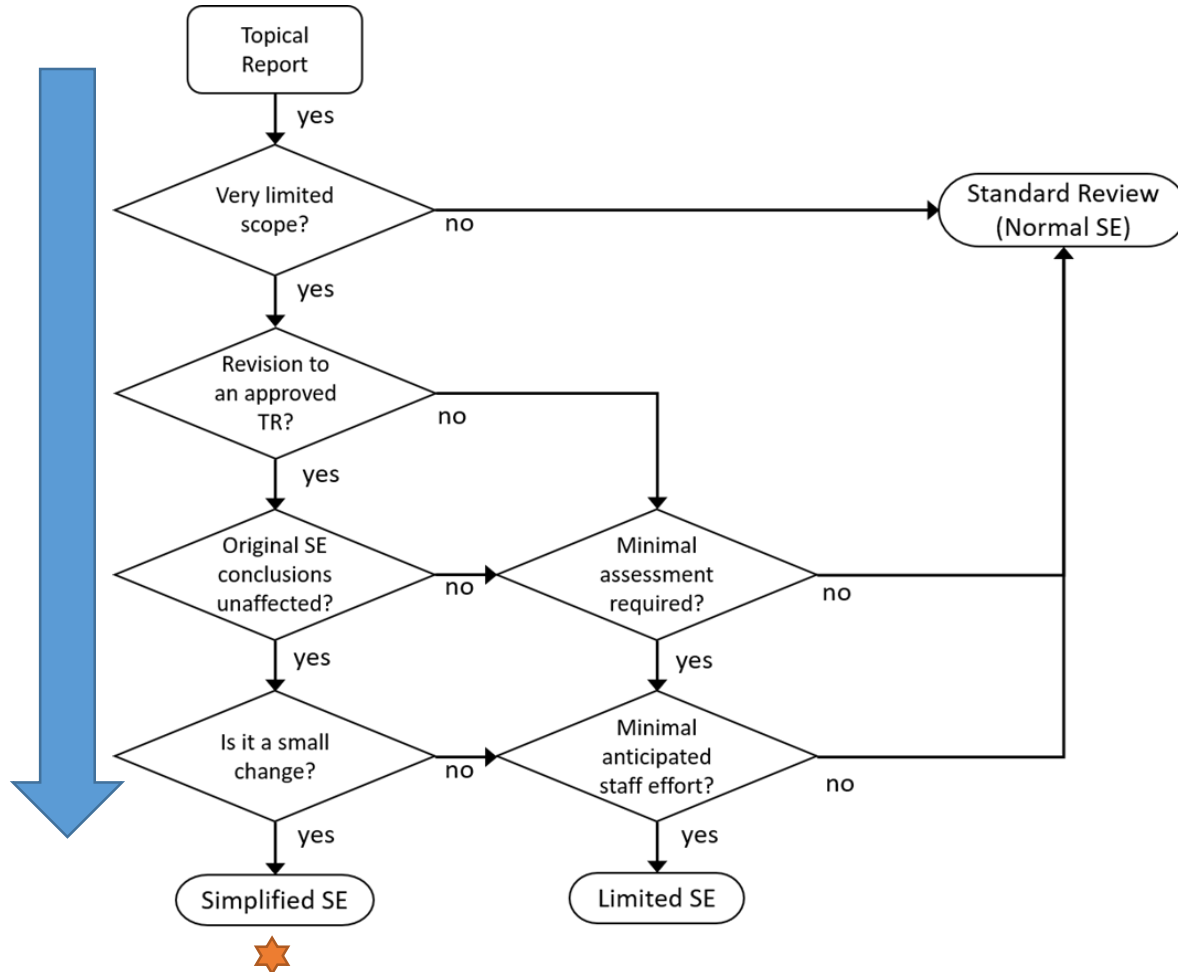 Topical
Report
yes
Very limited
scope?
no
Standard Review
(Normal SE)
yes
Revision to
an approved
TR?
no
yes
Original SE
conclusions
unaffected?
no
Minimal
assessment
required?
no
yes
yes
Is it a small
change?
no
Minimal
anticipated
staff effort?
no
yes
yes
Simplified SE
Limited SE